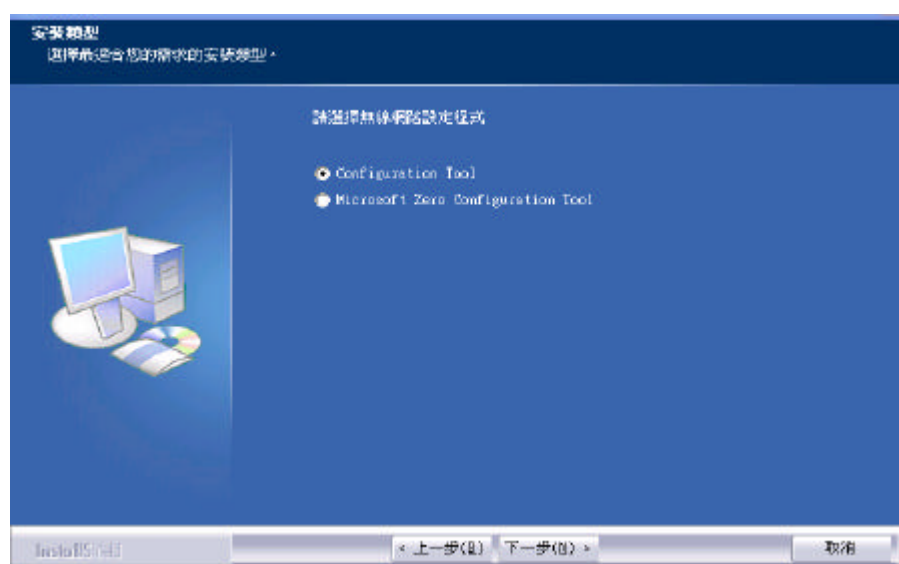 安裝類型
選擇最適合您的需求的安裝類型。
請選擇無線網路設定程式
Configuration Tool
Microsoft Zero Configuration Tool
InstallShield
< 上一步(B) 下一步(N) > 取消